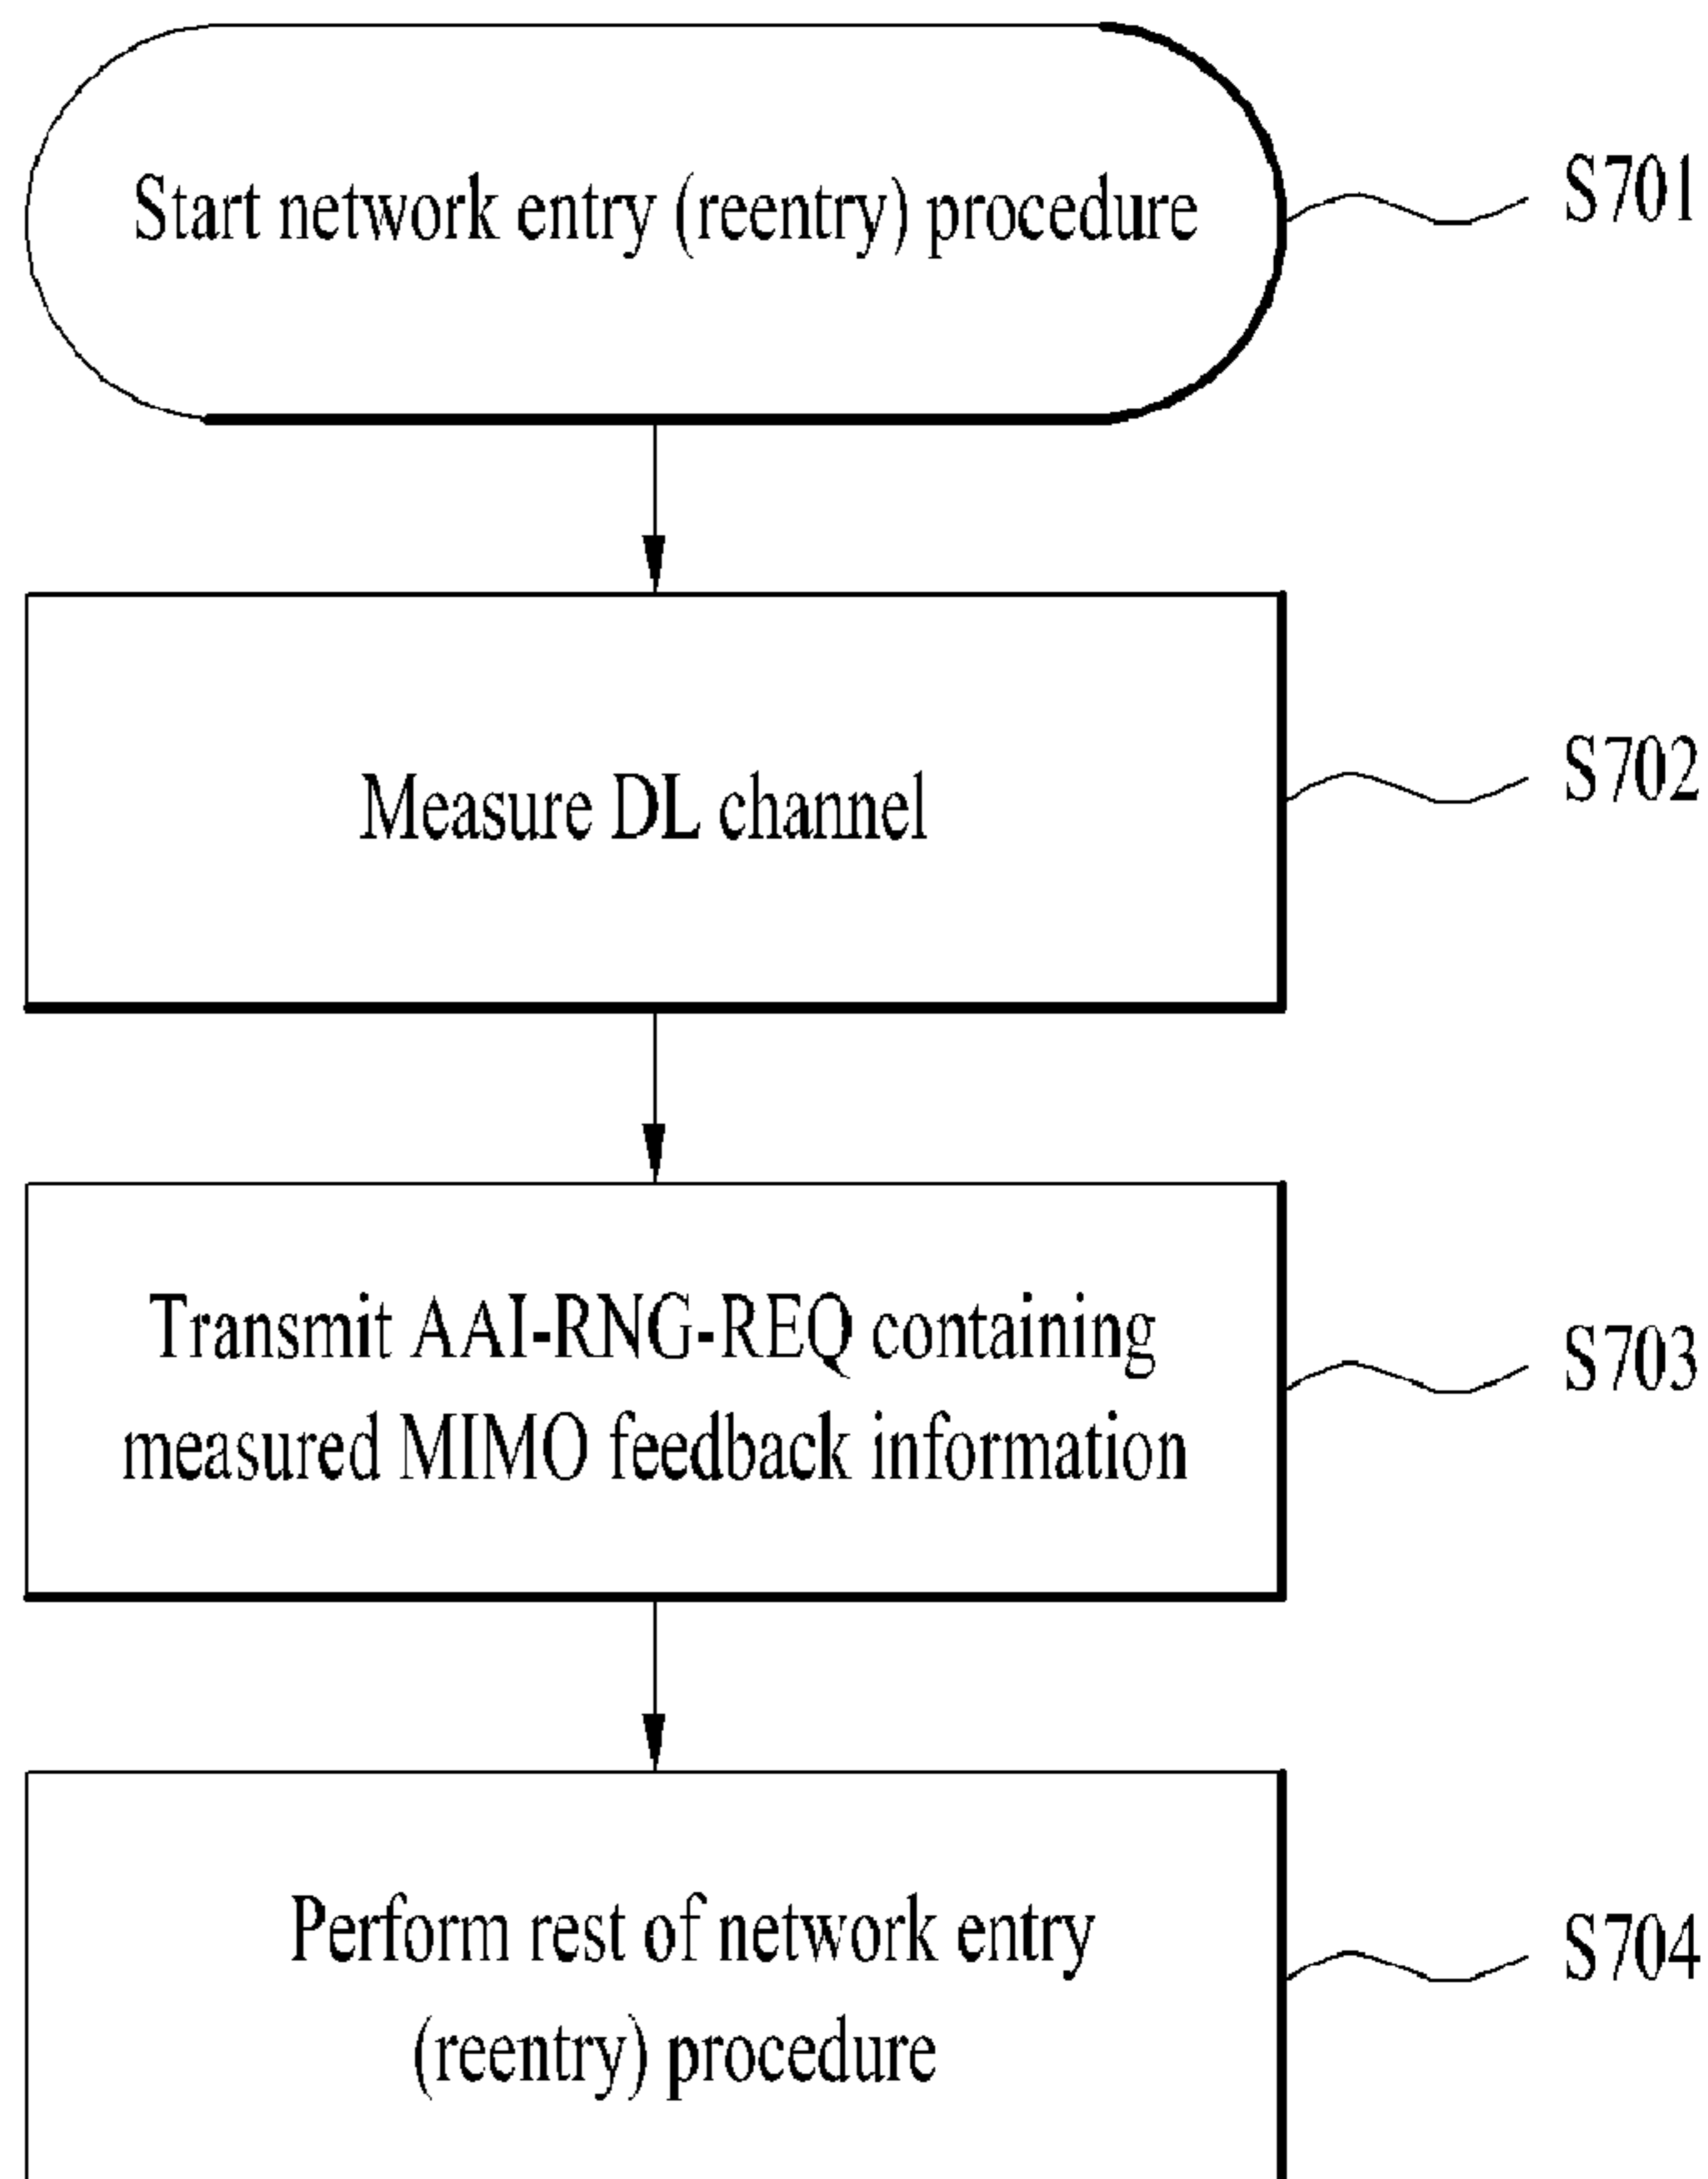 Start network entry (reentry) procedure
S701
Measure DL channel
S702
Transmit AAI-RNG-REQ containing
measured MIMO feedback information
S703
Perform rest of network entry
(reentry) procedure
S704